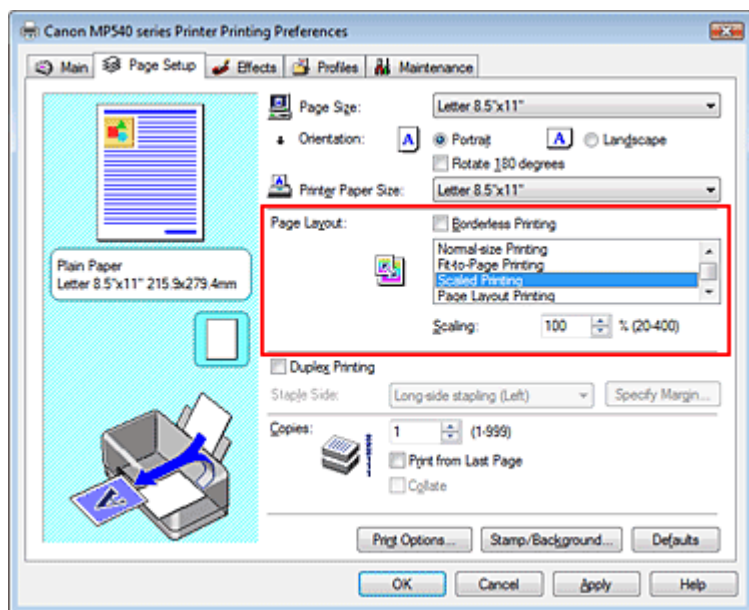 Canon MP540 series Printer Printing Preferences
Main Page Setup Effects Profiles Maintenance
Page Size: Letter 8.5"x11"
Orientation: A Portrait A Landscape
Rotate 180 degrees
Printer Paper Size: Letter 8.5"x11"
Page Layout: Borderless Printing
Normal-size Printing
Fit-to-Page Printing
Scaled Printing
Page Layout Printing
Scaling: 100 % (20-400)
Plain Paper
Letter 8.5"x11" 215.9x279.4mm
Duplex Printing
Staple Side: Long-side stapling (Left) Specify Margin...
Copies: 1 (1-999)
Print from Last Page
Collate
A
Print Options... Stamp/Background... Defaults
OK Cancel Apply Help